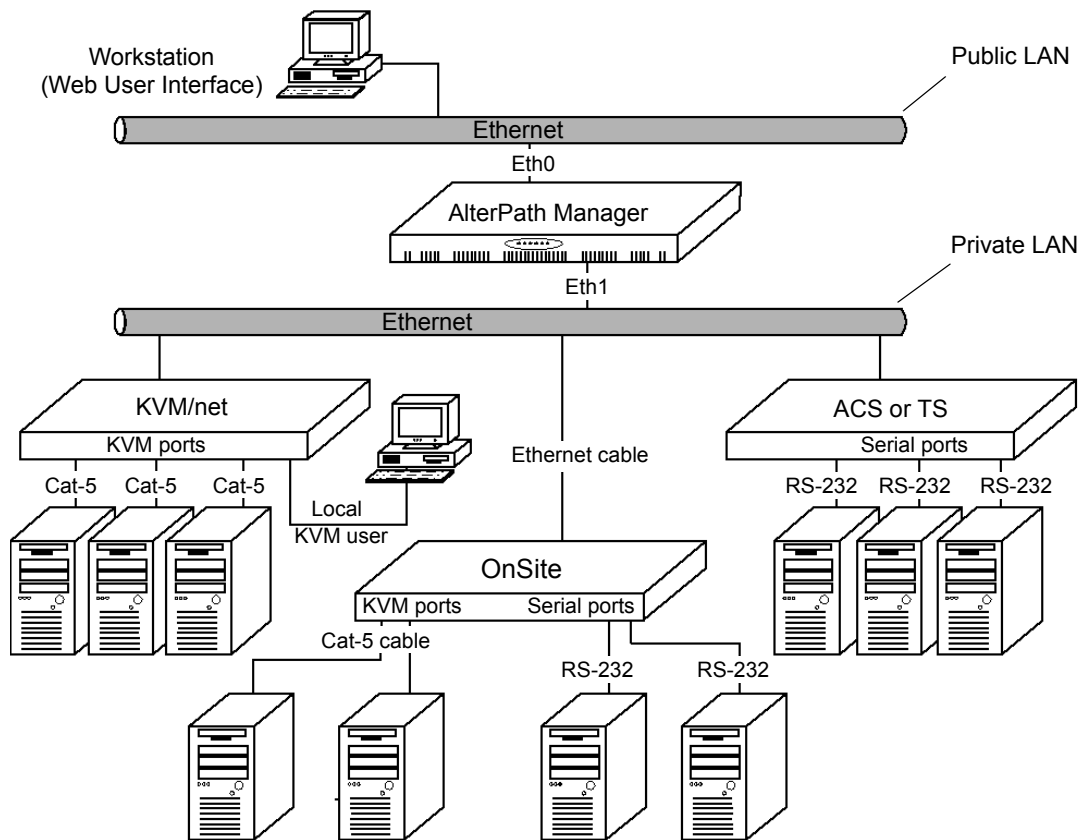 Workstation
(Web User Interface)
Public LAN
Ethernet
Eth0
AlterPath Manager
Private LAN
Eth1
Ethernet
KVM/net
KVM ports
ACS or TS
Serial ports
Ethernet cable
Cat-5 Cat-5 Cat-5
RS-232 RS-232 RS-232
Local
KVM user
OnSite
KVM ports Serial ports
Cat-5 cable
RS-232 RS-232